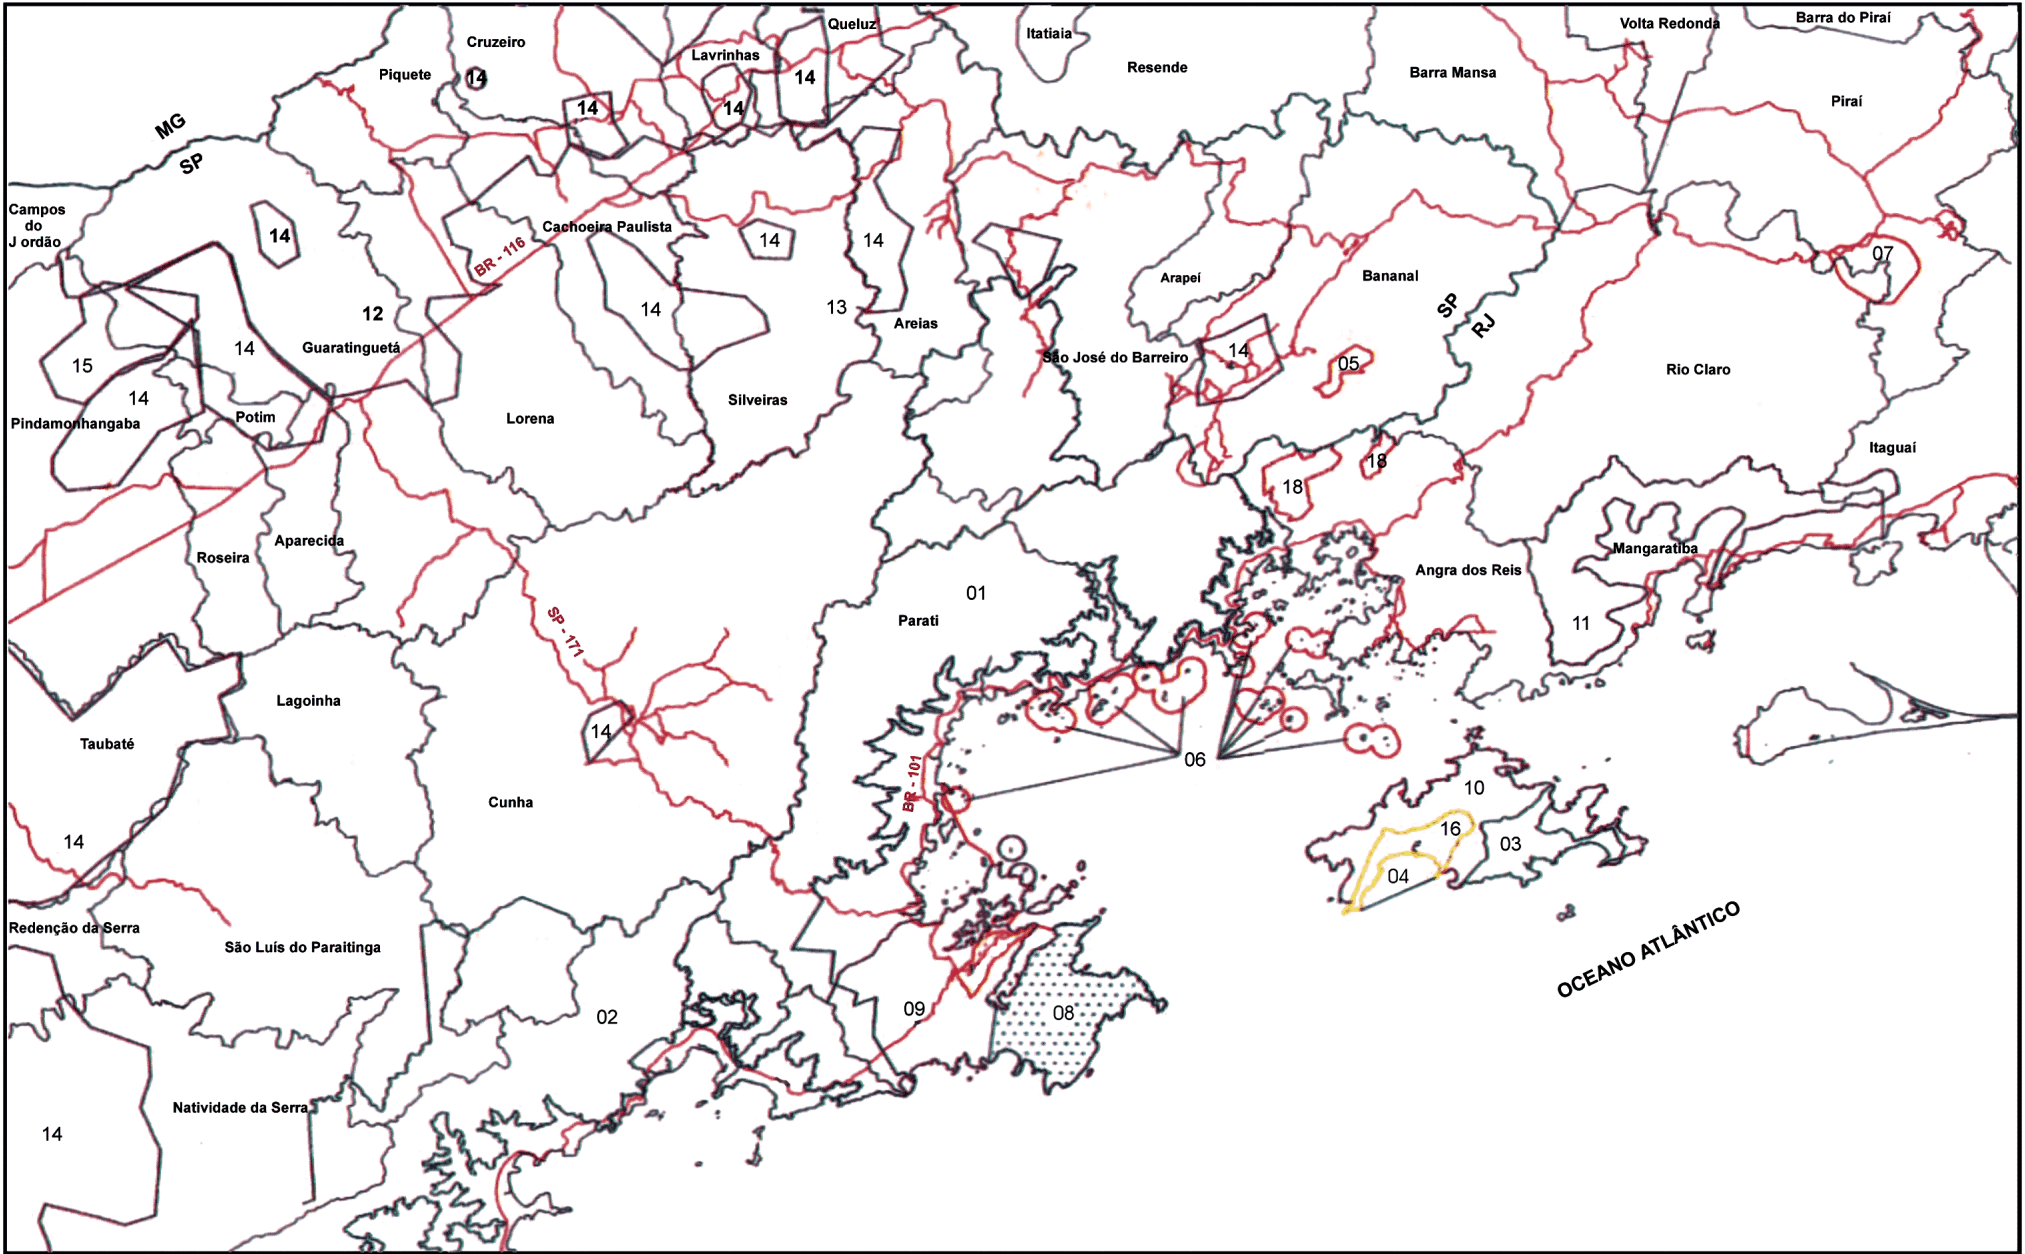 Queluz
Volta Redonda
Barra do Piraí
Cruzeiro
Itatiaia
Lavrinhas
Resende
Barra Mansa
Piquete
14
14
14
14
Piraí
MG
SP
Campos
do
J ordão
14
Cachoeira Paulista
14
14
BR - 116
07
Arapeí
Bananal
12
14
13
SP
RJ
Areias
Guaratinguetá
14
15
São José do Barreiro
14
05
Rio Claro
14
Pindamonhangaba
Potim
Lorena
Silveiras
Itaguaí
18
18
Aparecida
Roseira
Mangaratiba
Angra dos Reis
01
Parati
11
SP - 171
Lagoinha
14
Taubaté
06
BR - 101
10
Cunha
16
03
14
04
Redenção da Serra
São Luís do Paraitinga
OCEANO ATLÂNTICO
02
09
08
Natividade da Serra
14